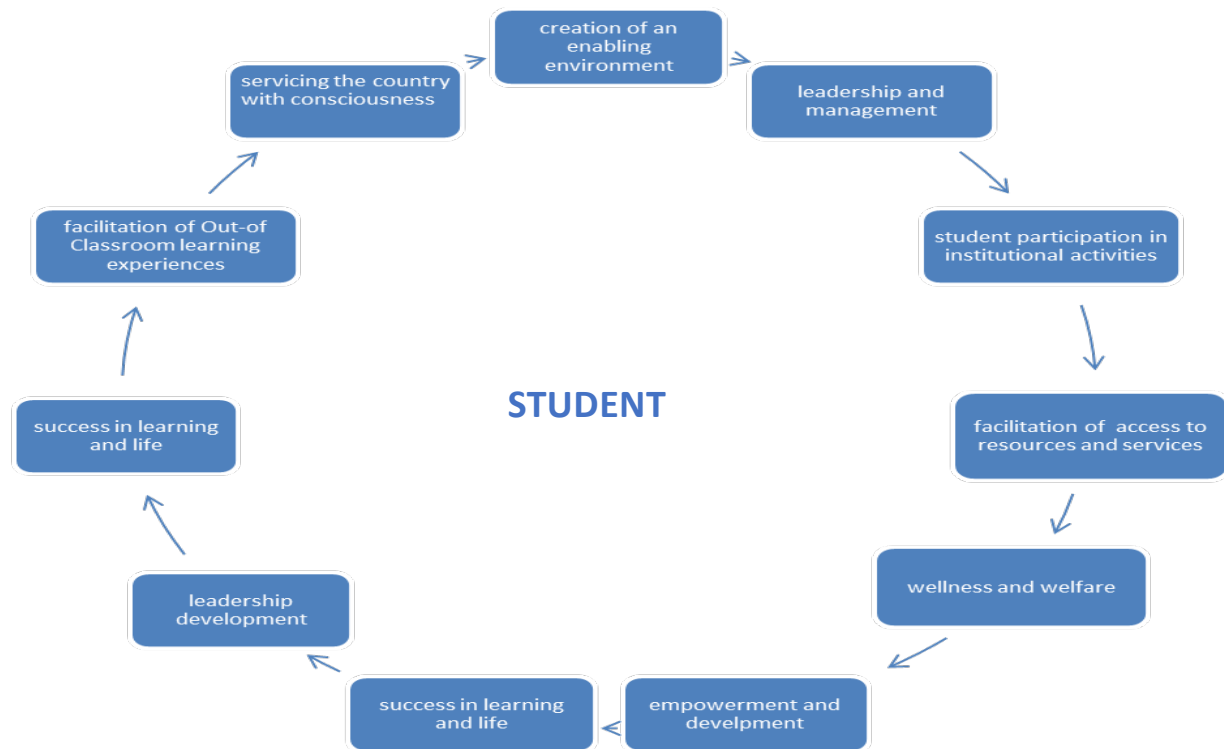 creation of an
enabling
environment
leadership and
management
student participation in
institutional activities
facilitation of access to
resources and services
wellness and welfare
empowerment and
develpment
success in learning
and life
leadership
development
success in learning
and life
facilitation of Out-of
Classroom learning
experiences
servicing the country
with consciousness
STUDENT